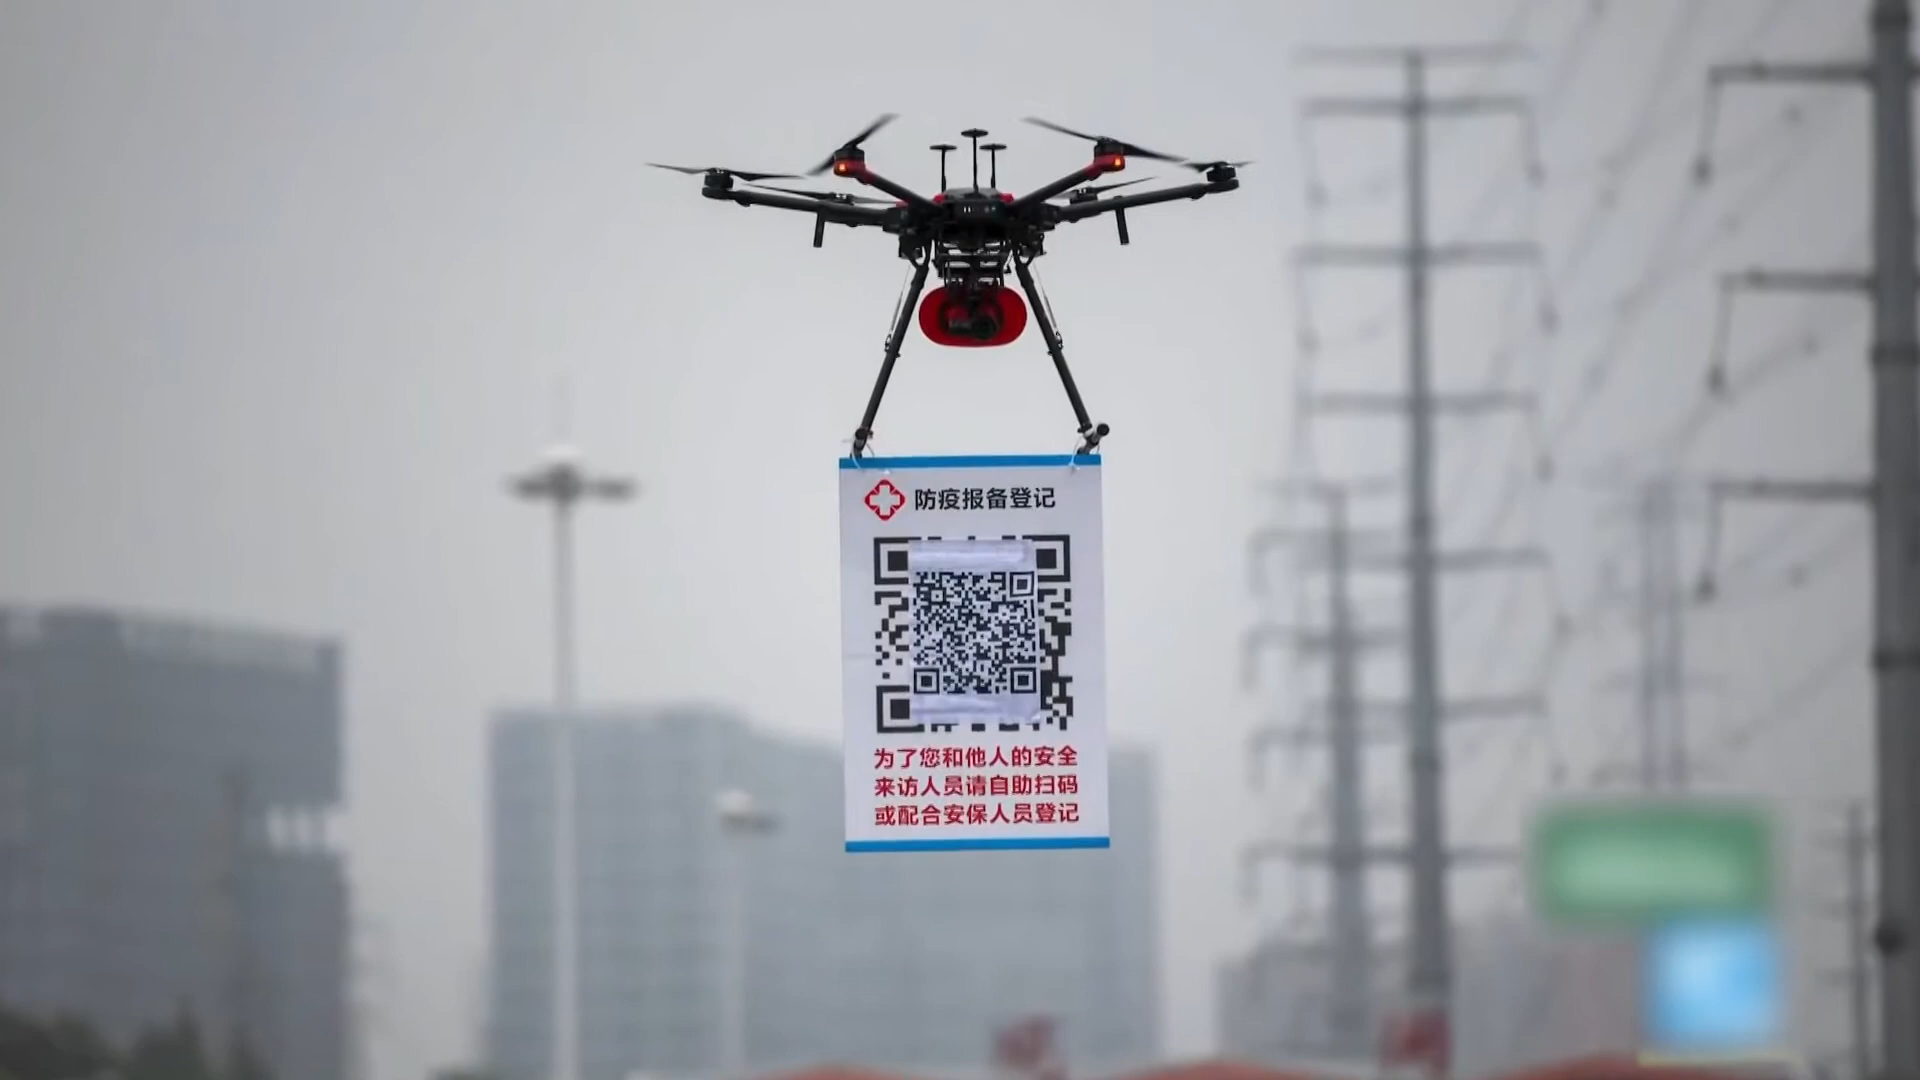 防疫报备登记
为了您和他人的安全
来访人员请自助扫码
或配合安保人员登记